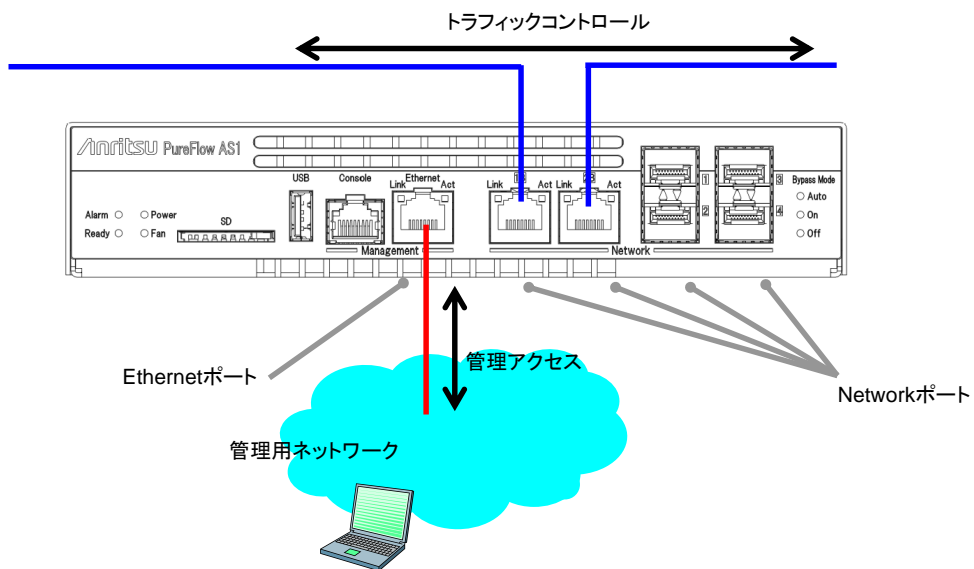 トラフィックコントロール
Anritsu PureFlow AS1
USB
Console
Ethernet
Link
Act
Link
Act
Link
Act
Alarm
Power
Ready
Fan
SD
Management
Network
1
2
3
4
Bypass Mode
Auto
On
Off
管理アクセス
Ethernetポート
Networkポート
管理用ネットワーク